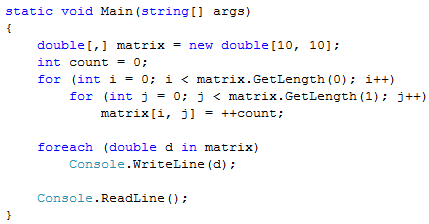 static void Main(string[] args)
{
    double[,] matrix = new double[10, 10];
    int count = 0;
    for (int i = 0; i < matrix.GetLength(0); i++)
        for (int j = 0; j < matrix.GetLength(1); j++)
            matrix[i, j] = ++count;

    foreach (double d in matrix)
        Console.WriteLine(d);

    Console.ReadLine();
}